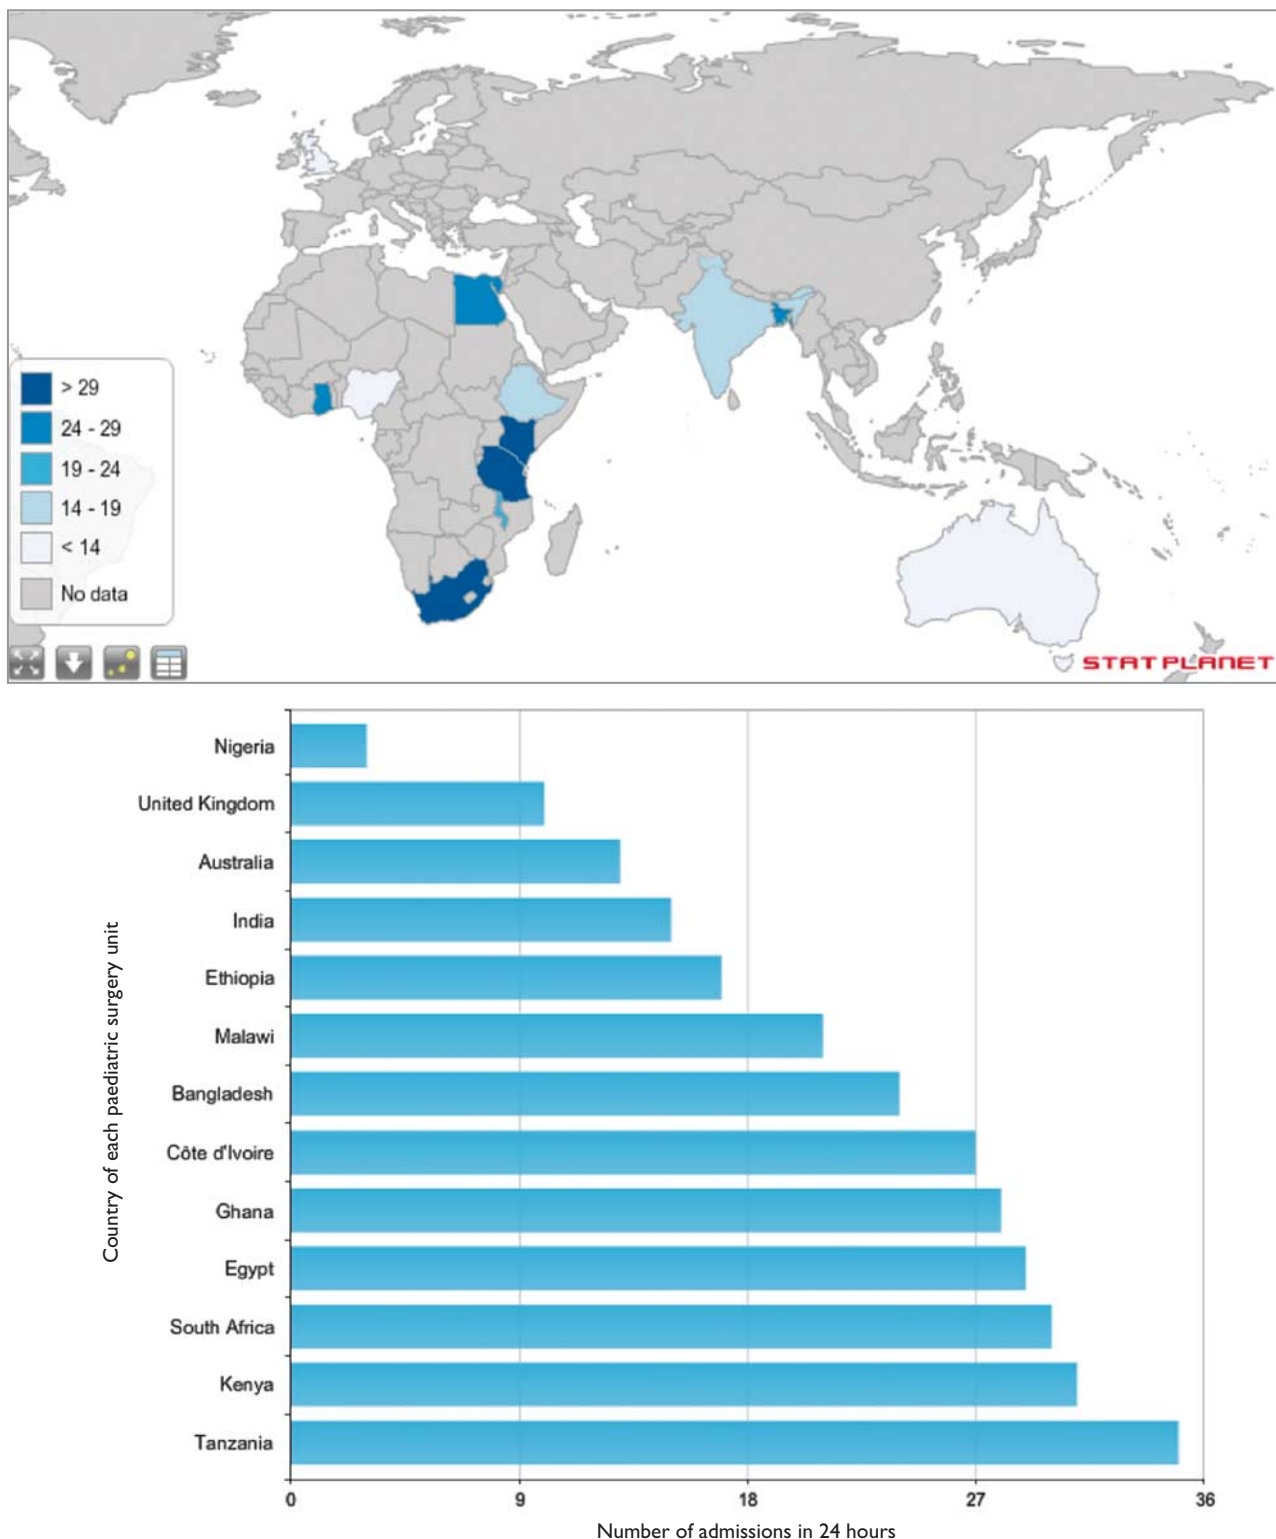 > 29
24 - 29
19 - 24
14 - 19
< 14
No data
STATPLANET
Nigeria
United Kingdom
Australia
India
Ethiopia
Malawi
Bangladesh
Côte d'Ivoire
Ghana
Egypt
South Africa
Kenya
Tanzania
Country of each paediatric surgery unit
0 9 18 27 36
Number of admissions in 24 hours